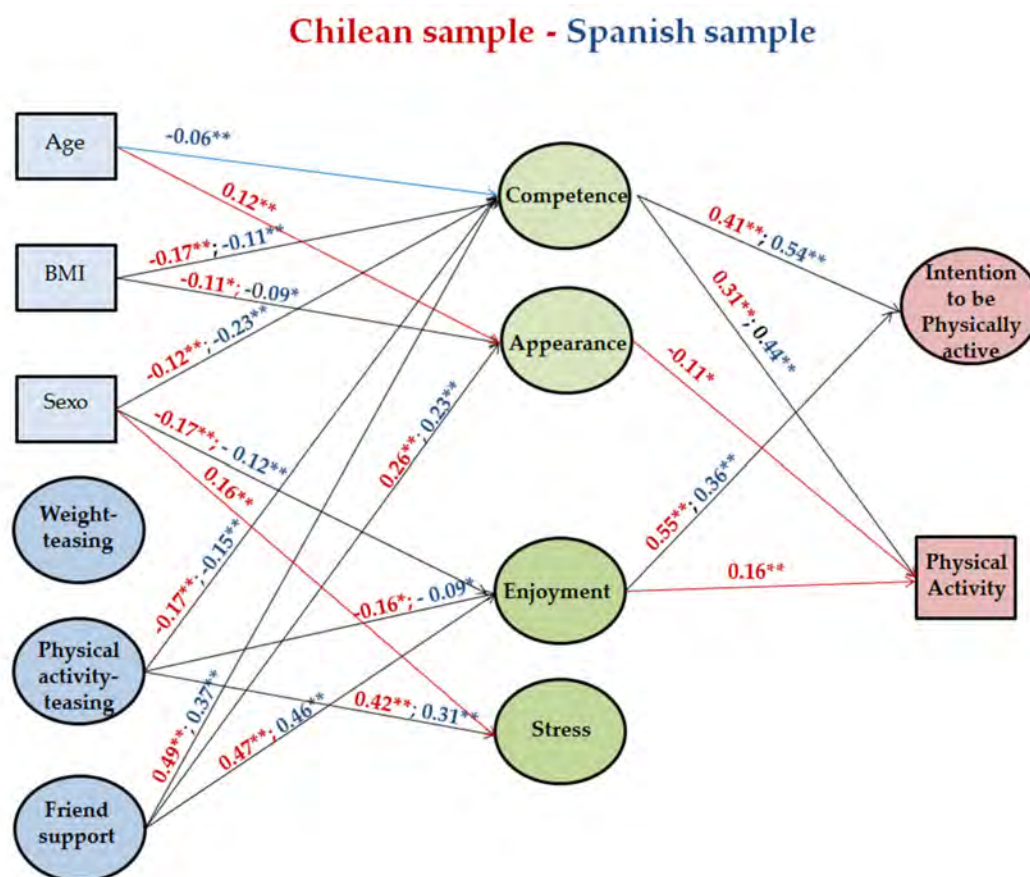 Chilean sample - Spanish sample
Age
-0.06**
Competence
0.12**
BMI
-0.17**; -0.11**
-0.11*; -0.09*
0.41**; 0.54**
Intention
to be
Physically
active
Appearance
0.31**; 0.44**
-0.11*
Sexo
-0.12**; -0.23**
-0.17**; - 0.12**
0.16**
0.26**; 0.23**
Weight-
teasing
-0.17**; -0.15**
0.55**; 0.36**
Enjoyment
-0.16*; - 0.09*
0.16**
Physical
Activity
Physical
activity-
teasing
0.42**; 0.31**
Stress
0.49**; 0.37**
0.47**; 0.46**
Friend
support